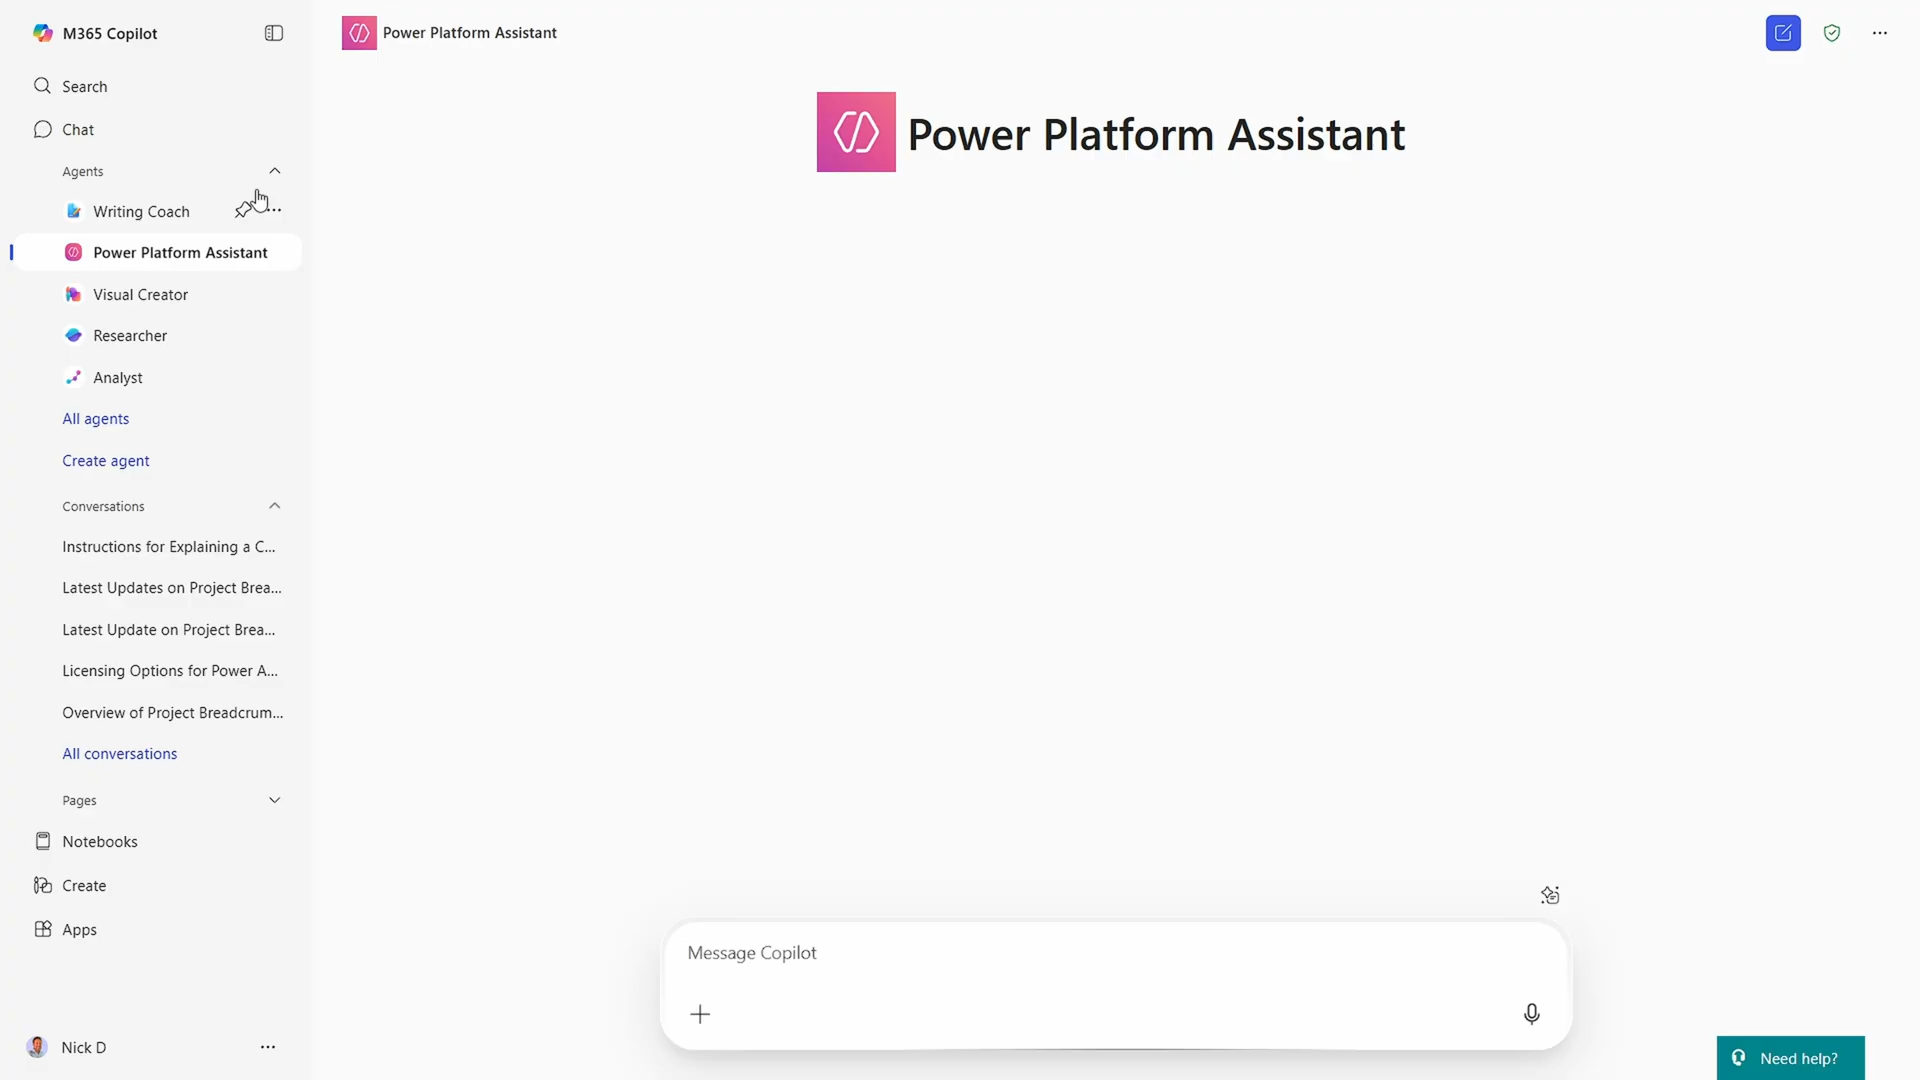 M365 Copilot
Search
Chat
Agents
Writing Coach
Power Platform Assistant
Visual Creator
Researcher
Analyst
All agents
Create agent
Conversations
Instructions for Explaining a C...
Latest Updates on Project Brea...
Latest Update on Project Brea...
Licensing Options for Power A...
Overview of Project Breadcrum...
All conversations
Pages
Notebooks
Create
Apps
Nick D
Power Platform Assistant
Power Platform Assistant
Message Copilot
Need help?